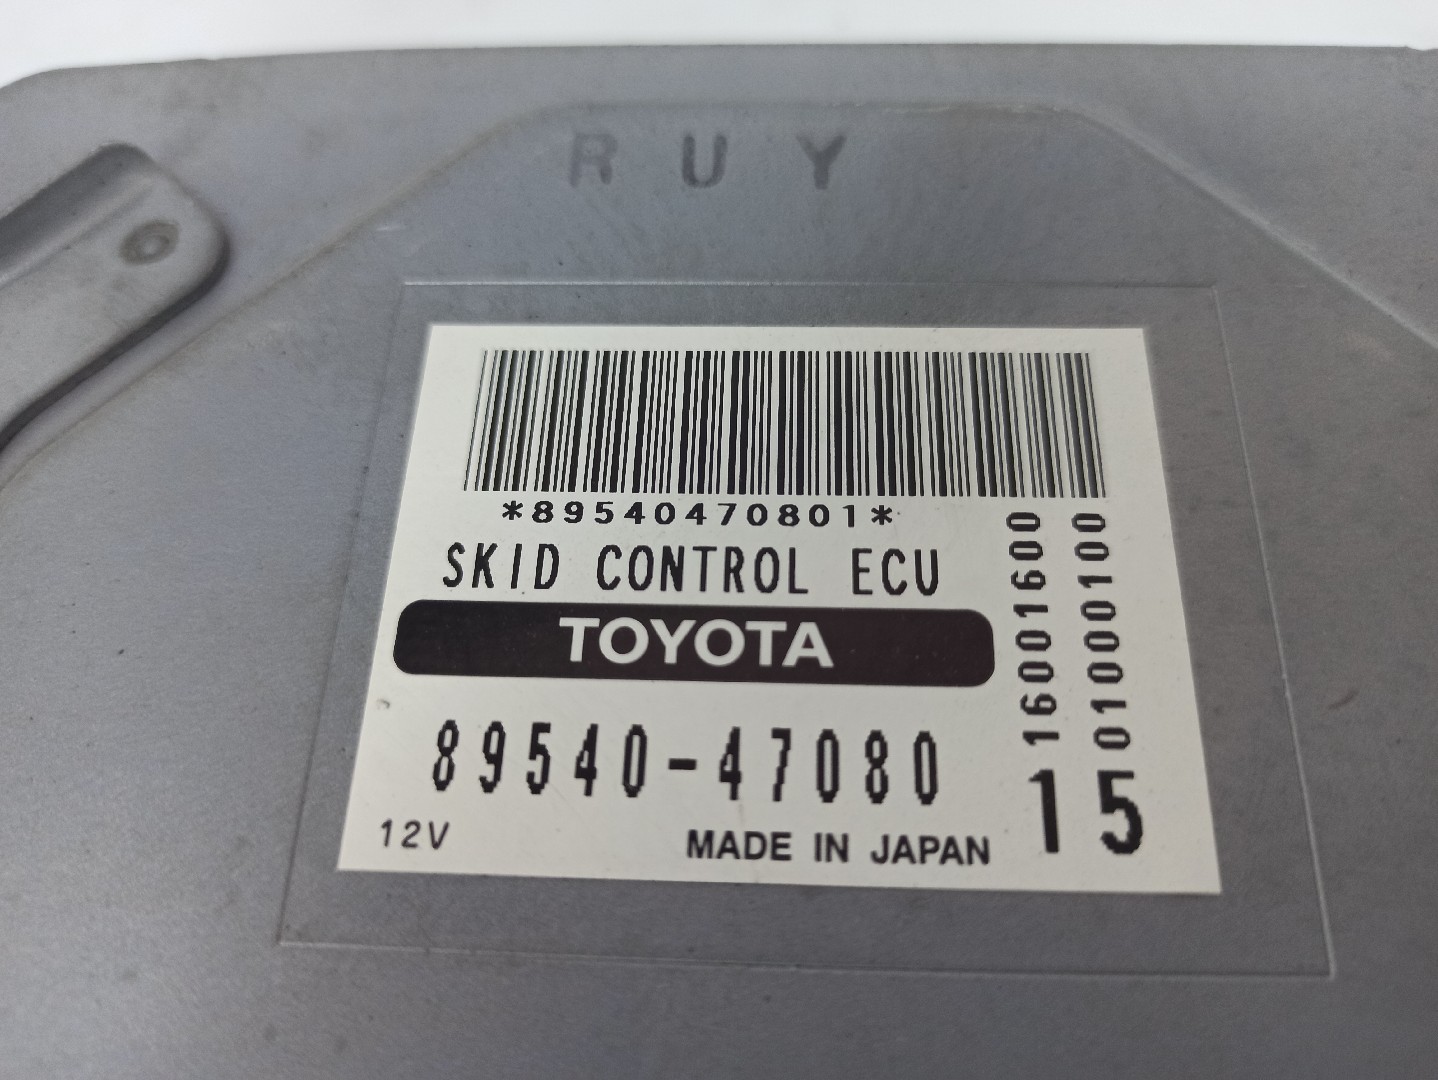 RUY
*89540470801*
SKID CONTROL ECU
TOYOTA
89540-47080
12V MADE IN JAPAN
16001600
01000100
15